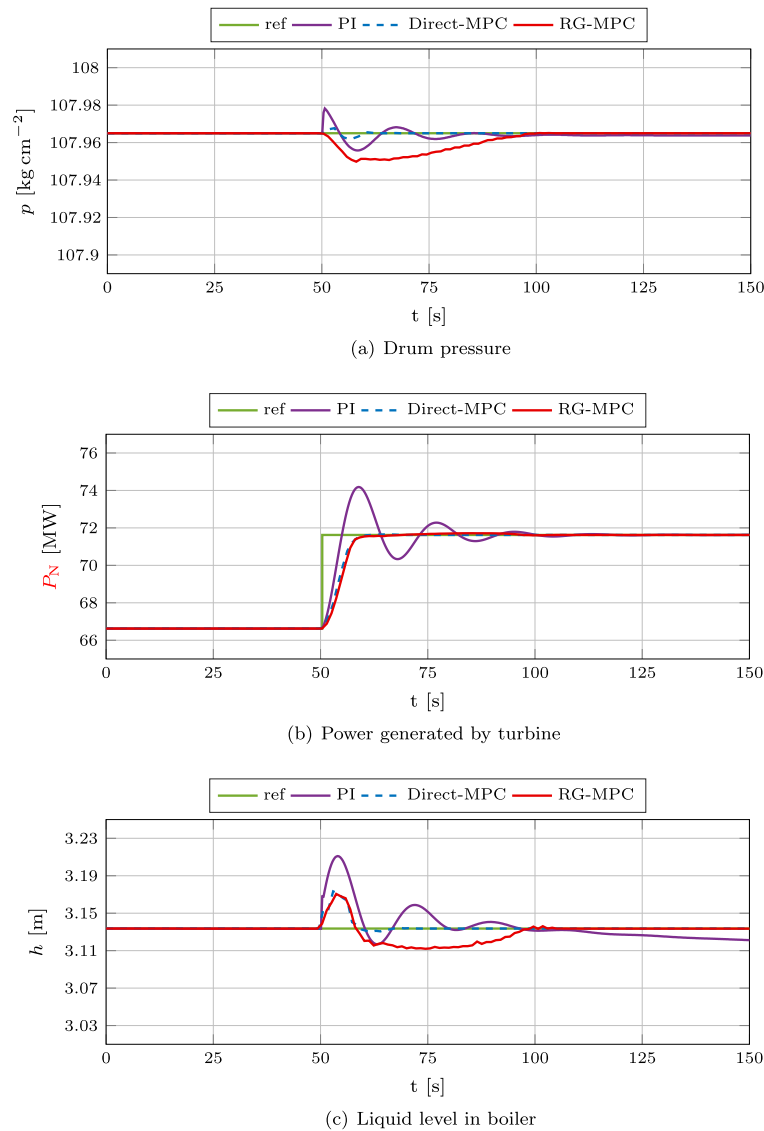 ref PI Direct-MPC RG-MPC
108
107.98
107.96
107.94
107.92
107.9
p [kg cm⁻²]
0 25 50 75 100 125 150
t [s]
(a) Drum pressure
ref PI Direct-MPC RG-MPC
76
74
72
71
68
66
P_N [MW]
0 25 50 75 100 125 150
t [s]
(b) Power generated by turbine
ref PI Direct-MPC RG-MPC
3.23
3.19
3.15
3.11
3.07
3.03
h [m]
0 25 50 75 100 125 150
t [s]
(c) Liquid level in boiler